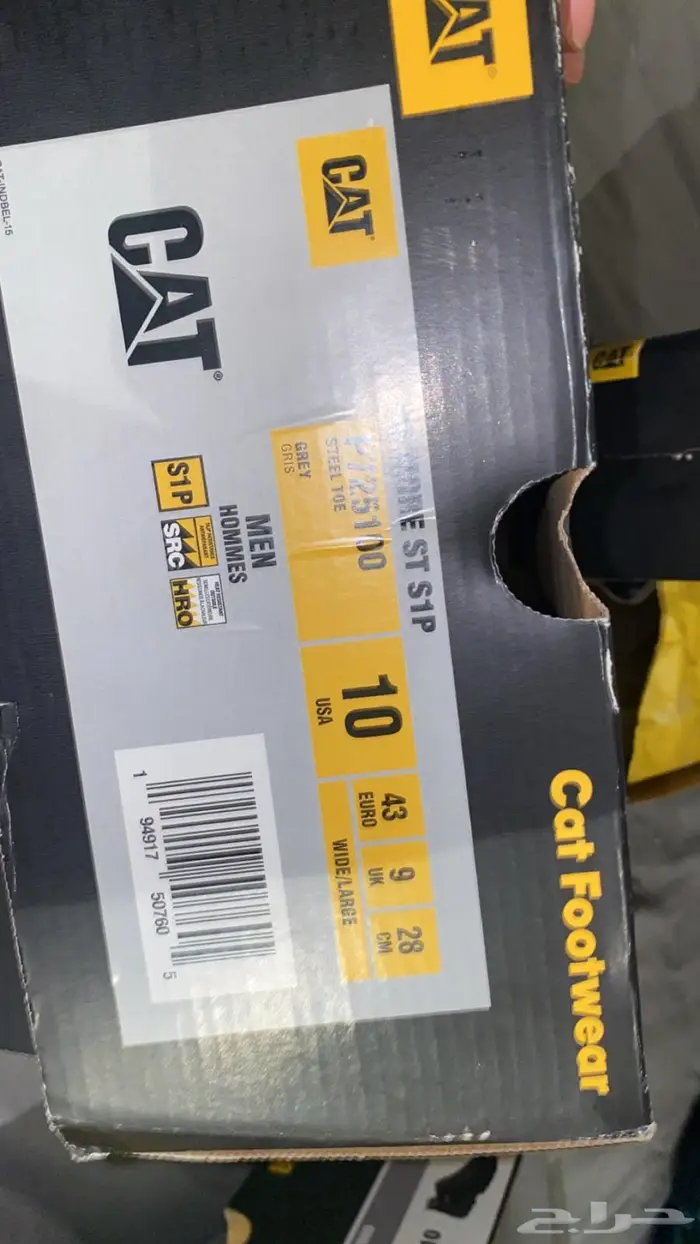 CAT
CAT
CAT
ST S1P
STEEL TOE
GREY
GRIS
MEN
HOMMES
S1P
SRC
HRO
10
USA
43
EURO
9
UK
28
CM
WIDE/LARGE
1 94917 50760 5
Cat Footwear
CAT
حراج